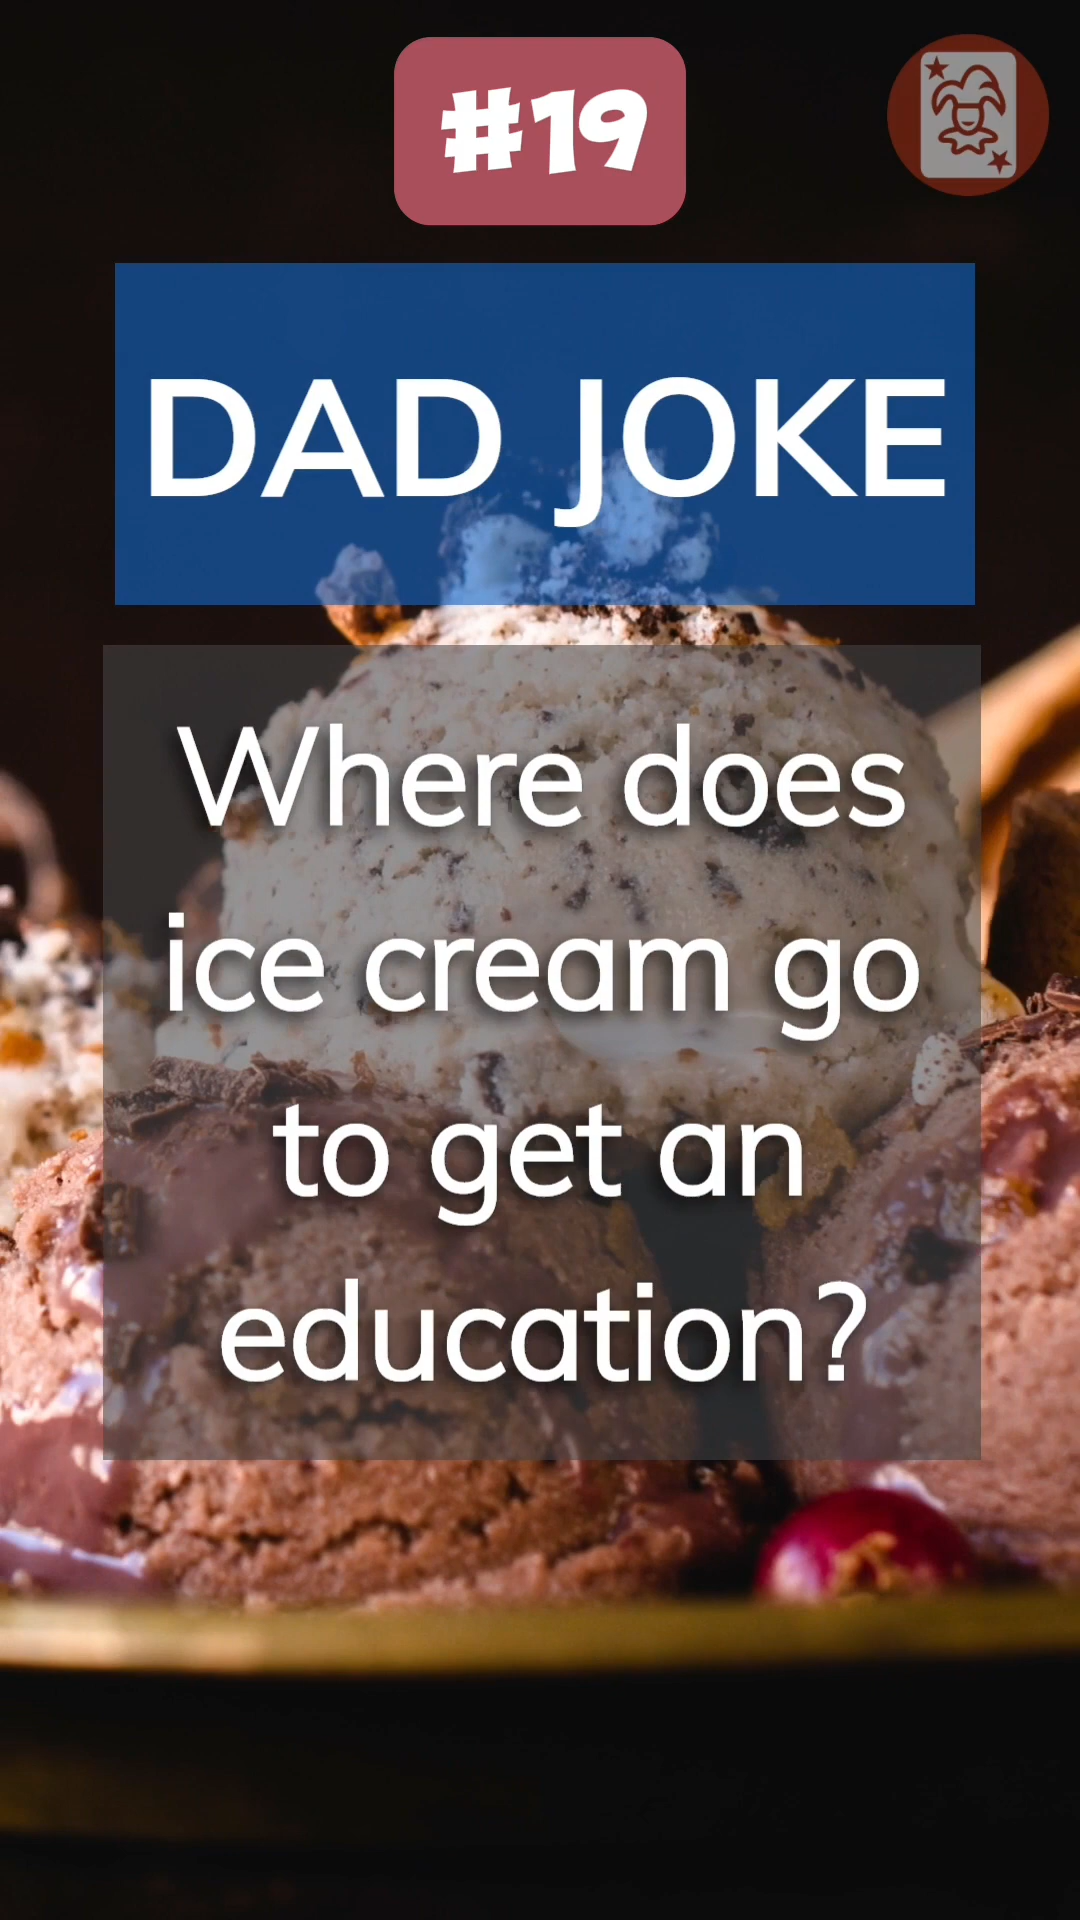 #19
DAD JOKE
Where does
ice cream go
to get an
education?